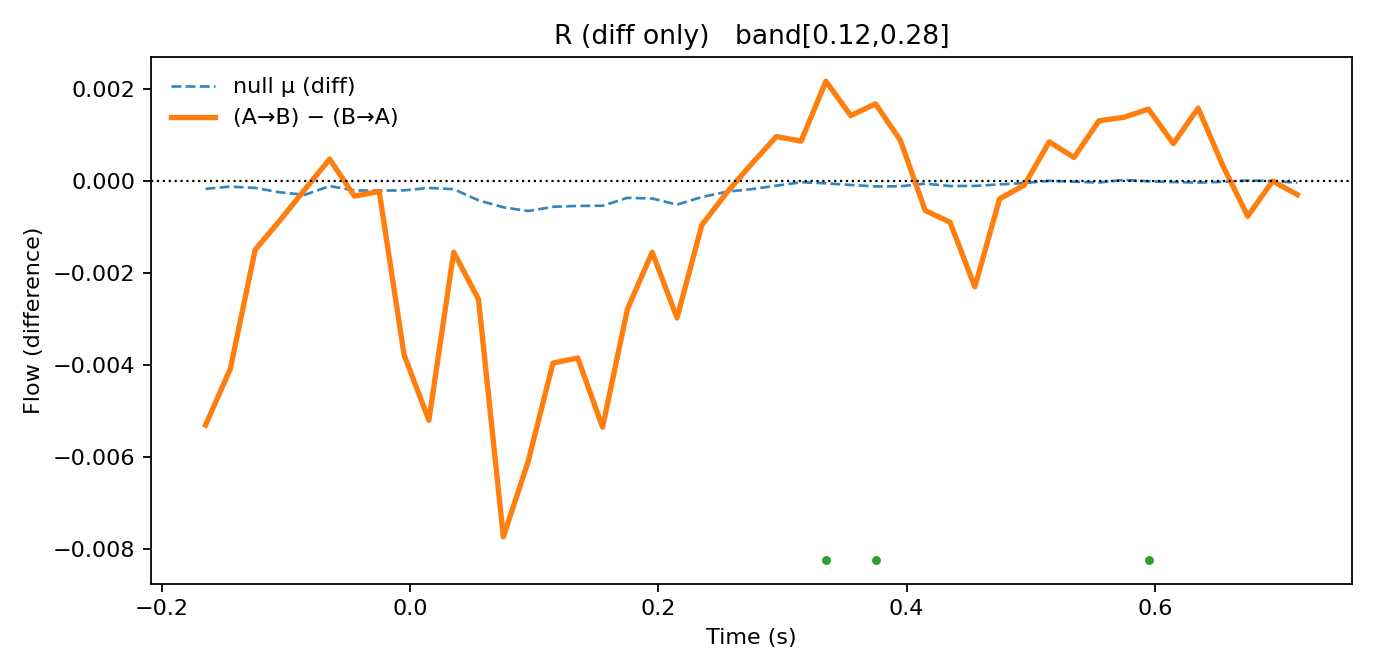 R (diff only)   band[0.12,0.28]
null μ (diff)
(A→B) − (B→A)
Flow (difference)
0.002
0.000
−0.002
−0.004
−0.006
−0.008
−0.2
0.0
0.2
0.4
0.6
Time (s)